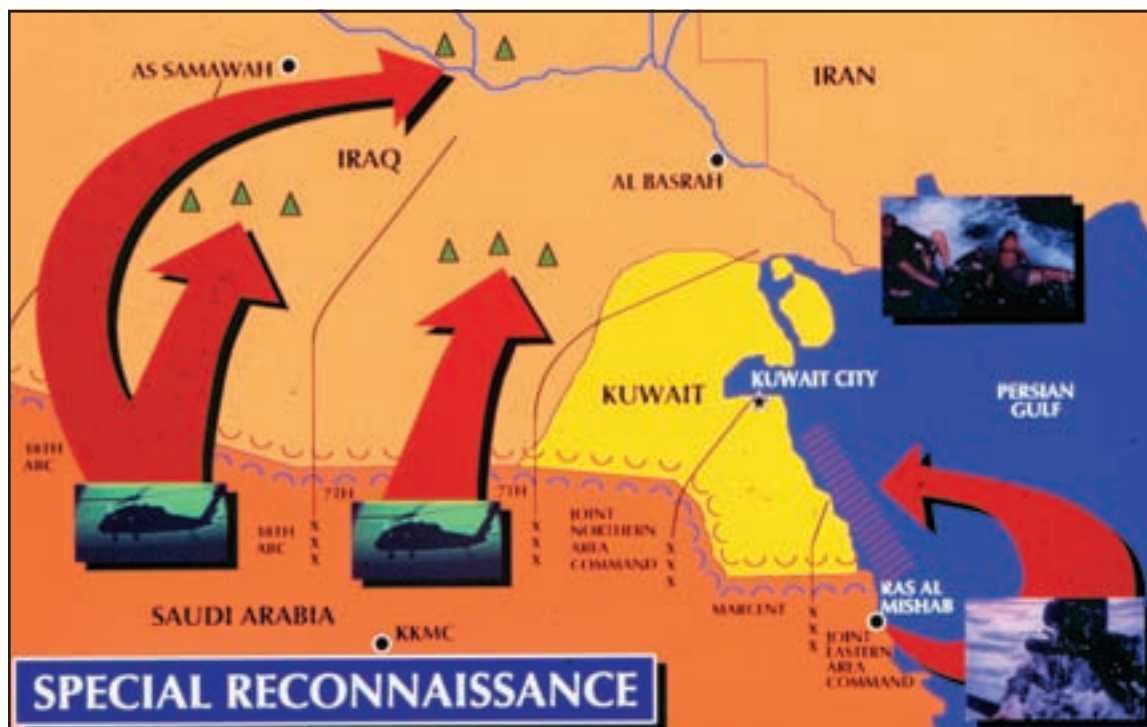 AS SAMAWAH
IRAN
IRAQ
AL BASRAH
KUWAIT
KUWAIT CITY
PERSIAN
GULF
18TH
ABC
7TH
7TH
18TH
ABC
X
X
X
X
X
X
JOINT
NORTHERN
AREA
COMMAND
X
X
X
MARCENT
X
X
X
RAS AL
MISHAB
JOINT
EASTERN
AREA
COMMAND
SAUDI ARABIA
KKMC
SPECIAL RECONNAISSANCE